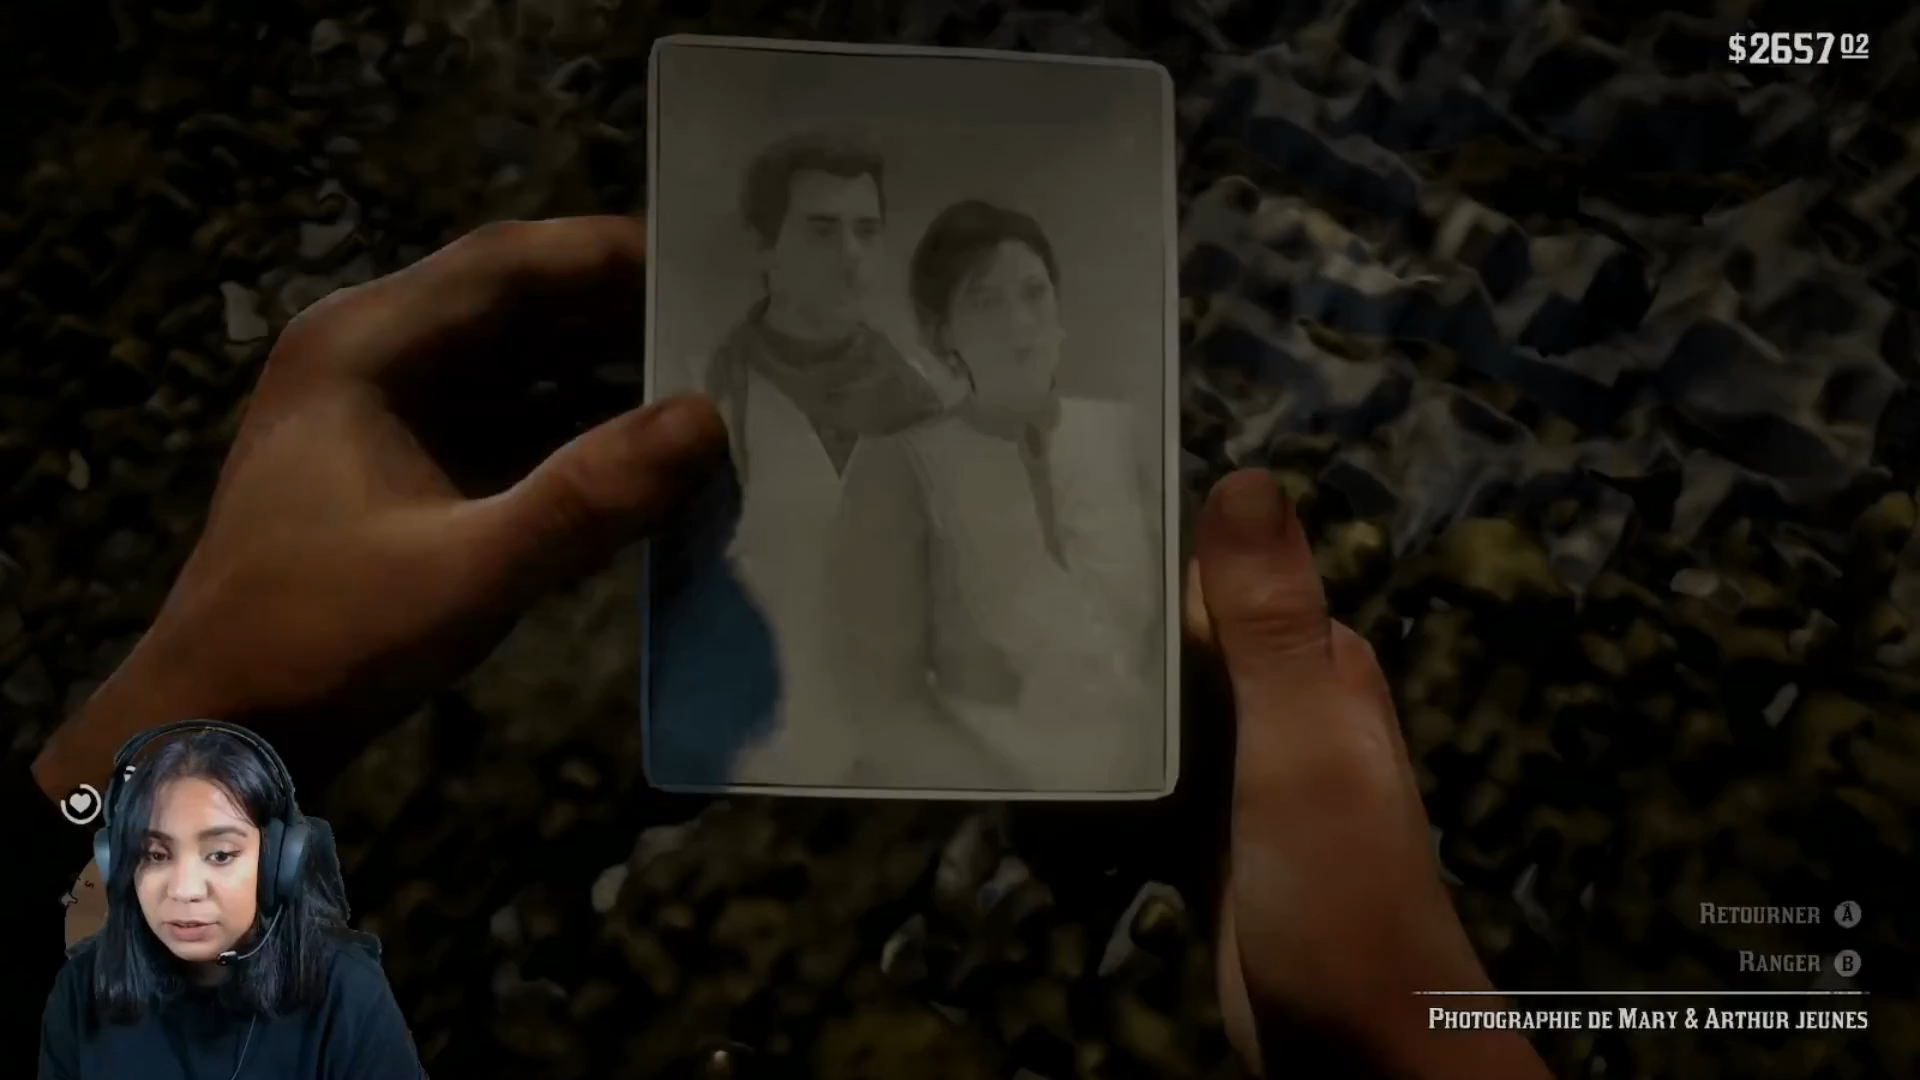 $2657 02
RETOURNER A
RANGER B
PHOTOGRAPHIE DE MARY & ARTHUR JEUNES